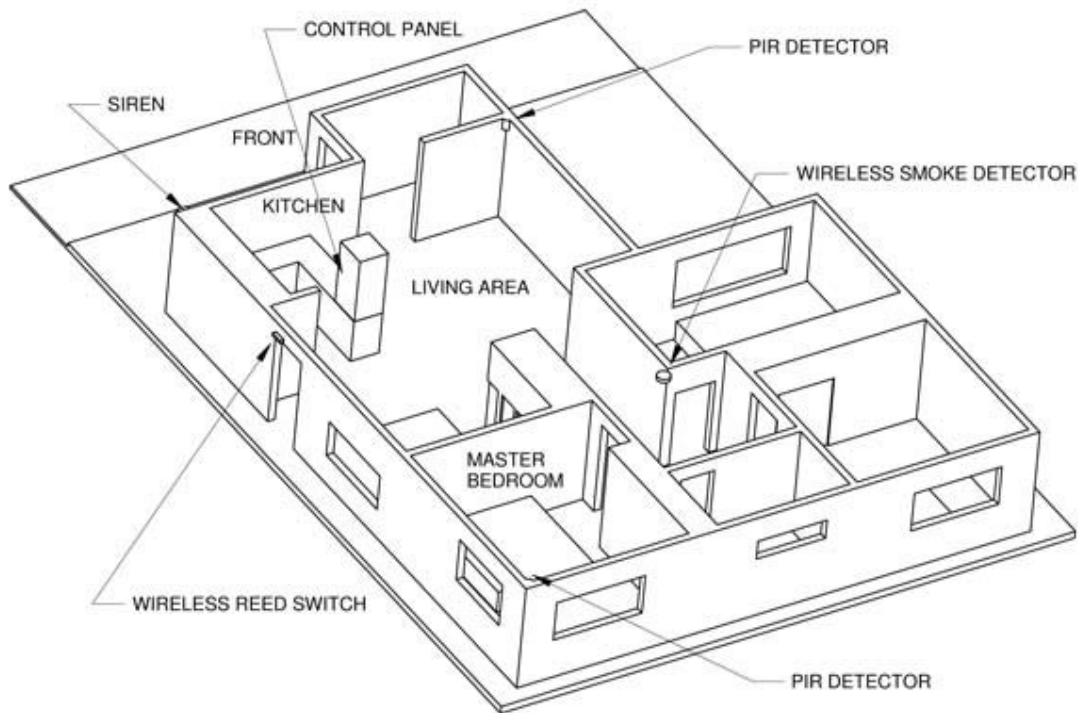 CONTROL PANEL
PIR DETECTOR
SIREN
FRONT
WIRELESS SMOKE DETECTOR
KITCHEN
LIVING AREA
MASTER
BEDROOM
WIRELESS REED SWITCH
PIR DETECTOR